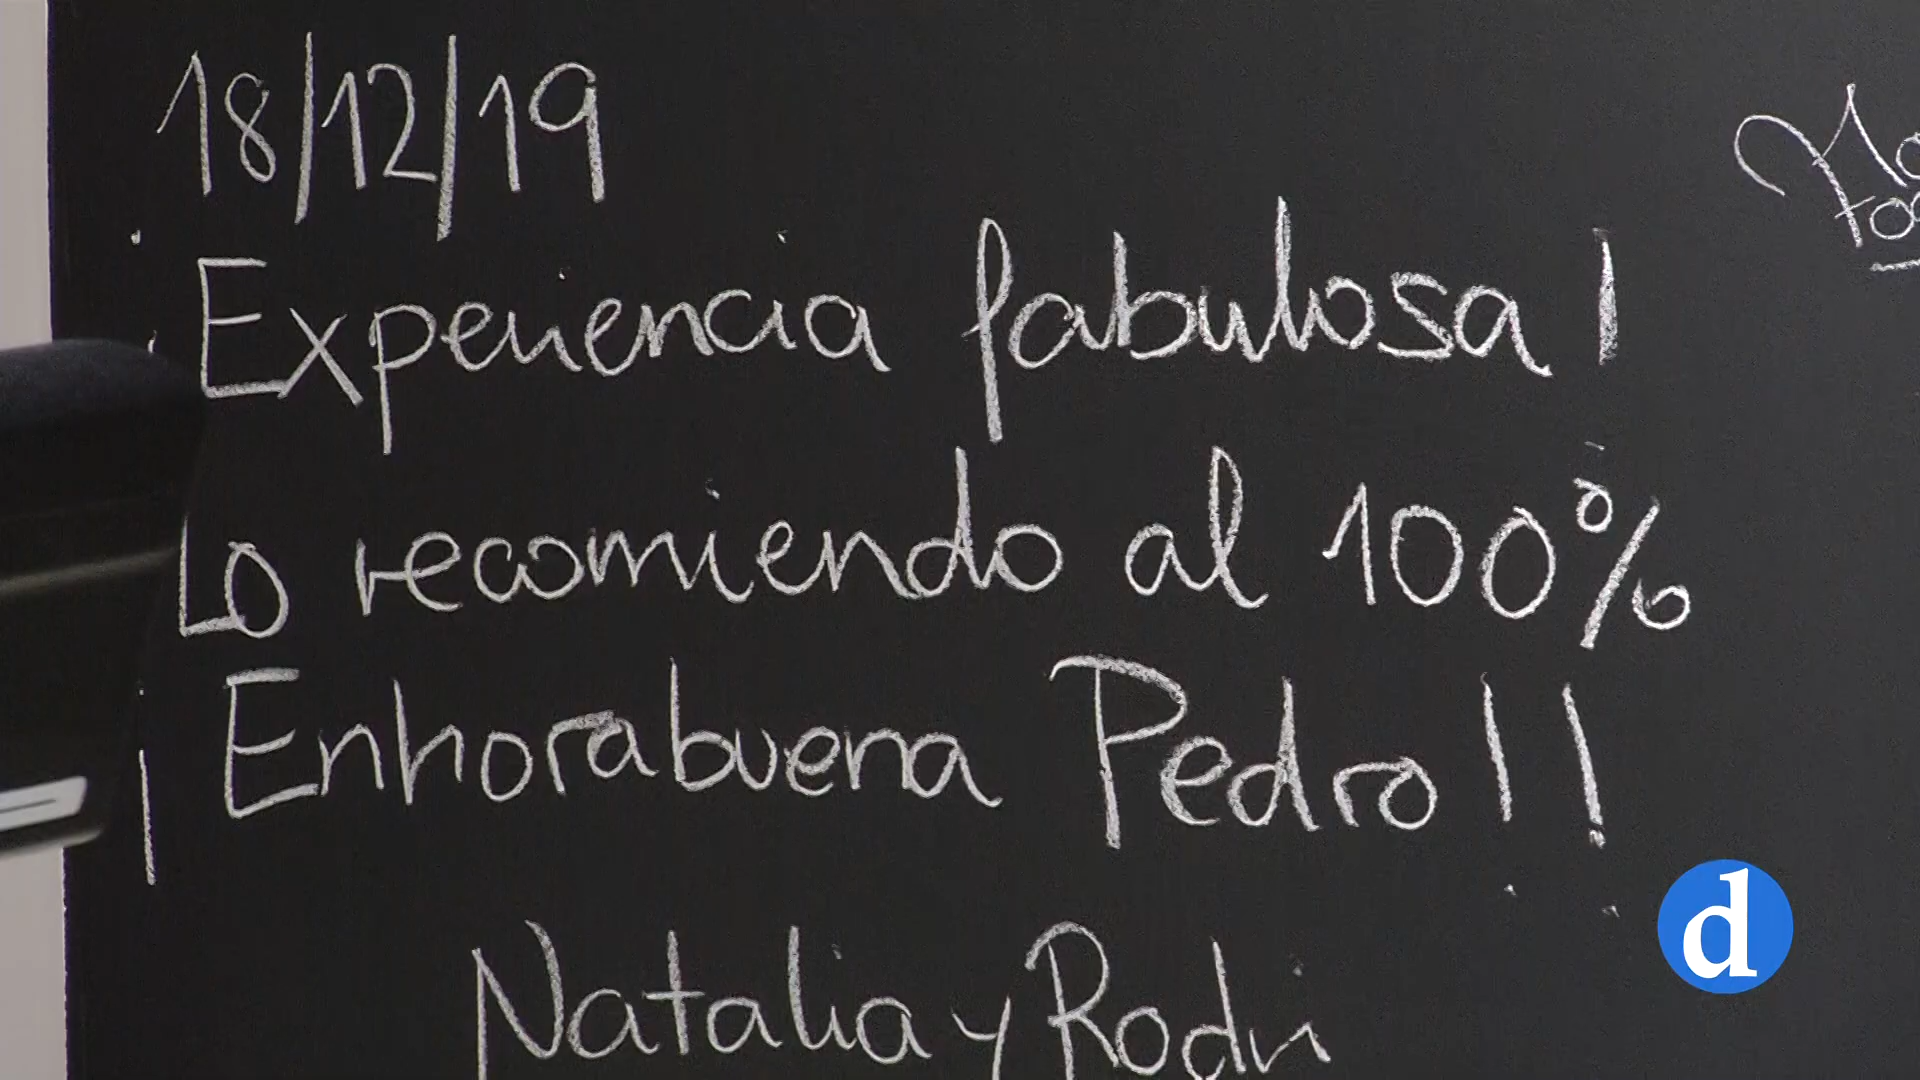 18/12/19
¡Experiencia fabulosa!
Lo recomiendo al 100%
¡Enhorabuena Pedro!!
Natalia y Rodri
d